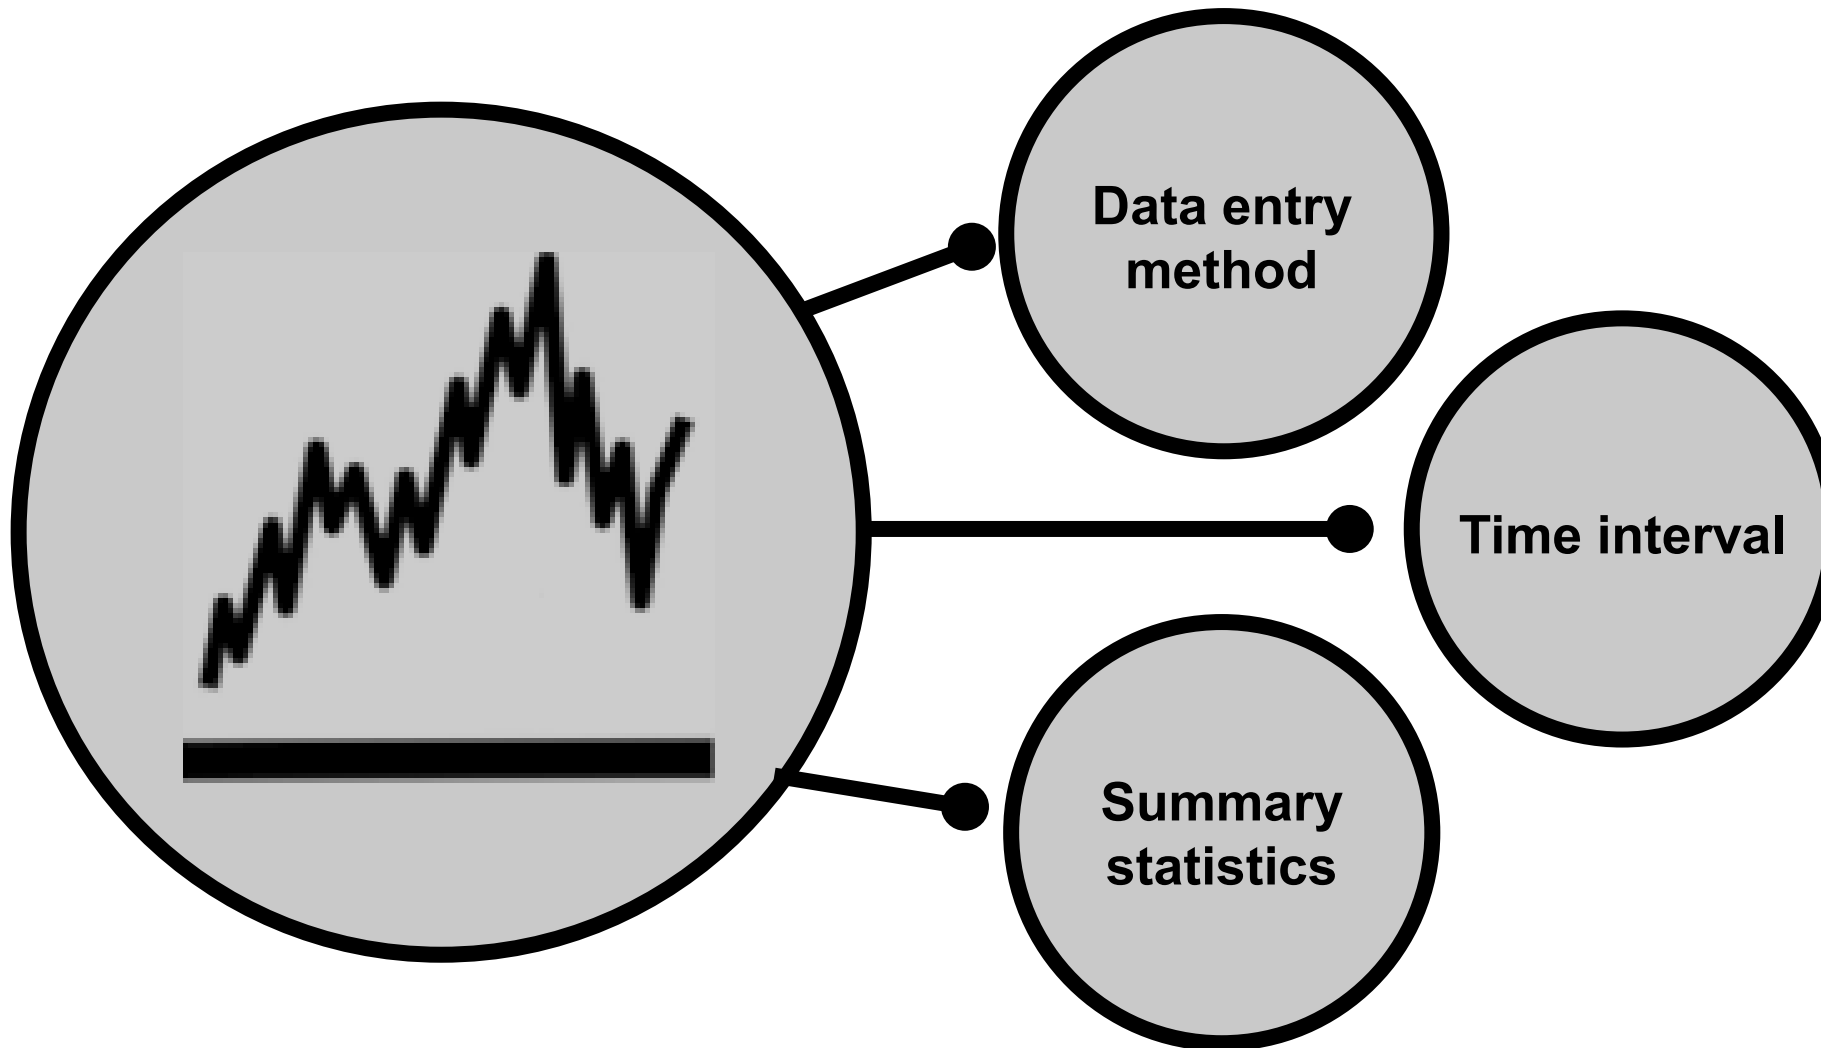 Data entry
method
Time interval
Summary
statistics